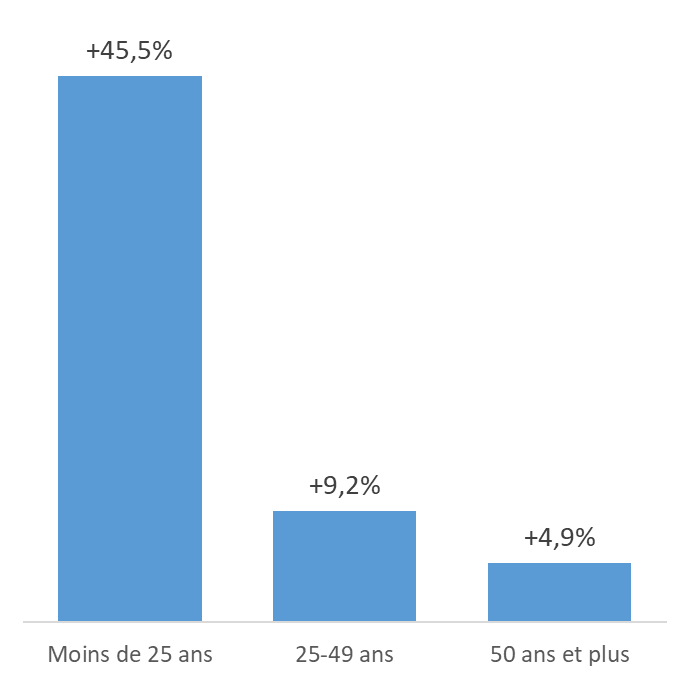 +45,5%
+9,2%
+4,9%
Moins de 25 ans
25-49 ans
50 ans et plus